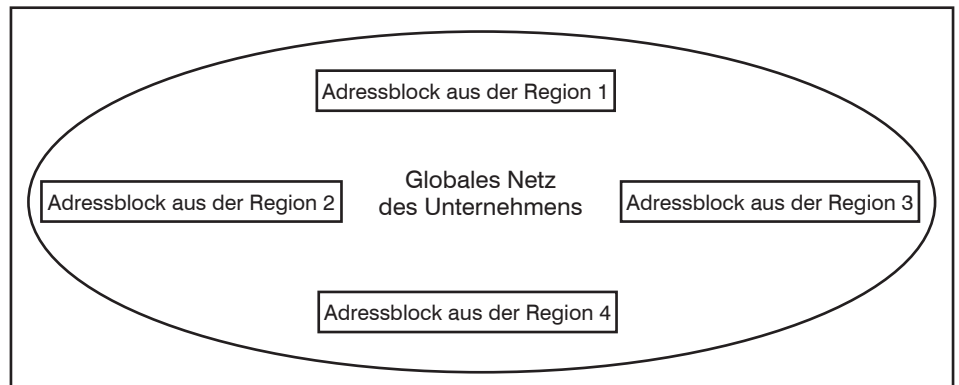 Adressblock aus der Region 1
Adressblock aus der Region 2
Globales Netz
des Unternehmens
Adressblock aus der Region 3
Adressblock aus der Region 4